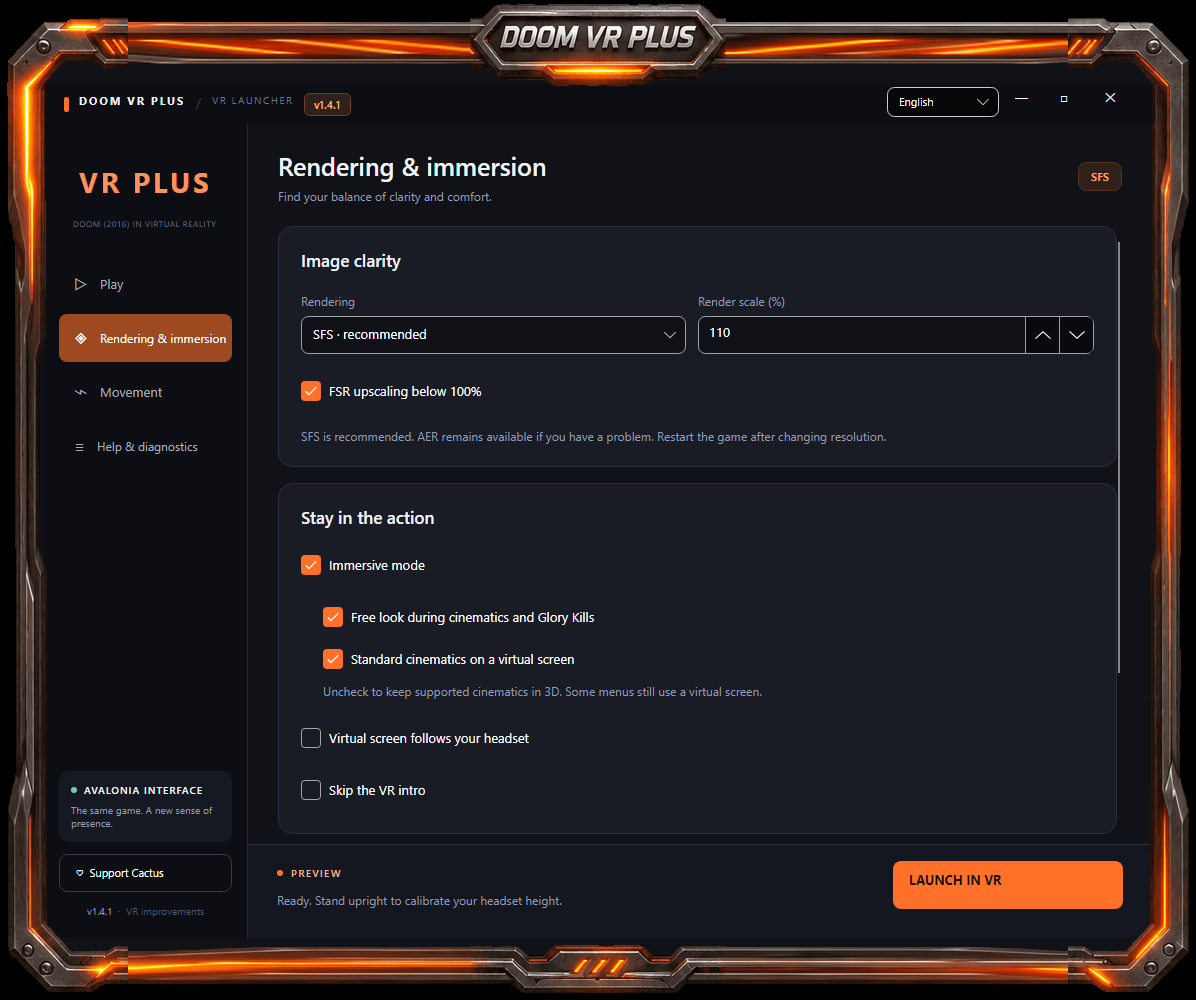 DOOM VR PLUS
DOOM VR PLUS / VR LAUNCHER v1.4.1
English
VR PLUS
DOOM (2016) IN VIRTUAL REALITY
Play
Rendering & immersion
Movement
Help & diagnostics
AVALONIA INTERFACE
The same game. A new sense of
presence.
Support Cactus
v1.4.1 · VR improvements
Rendering & immersion
Find your balance of clarity and comfort.
SFS
Image clarity
Rendering
SFS · recommended
Render scale (%)
110
FSR upscaling below 100%
SFS is recommended. AER remains available if you have a problem. Restart the game after changing resolution.
Stay in the action
Immersive mode
Free look during cinematics and Glory Kills
Standard cinematics on a virtual screen
Uncheck to keep supported cinematics in 3D. Some menus still use a virtual screen.
Virtual screen follows your headset
Skip the VR intro
PREVIEW
Ready. Stand upright to calibrate your headset height.
LAUNCH IN VR